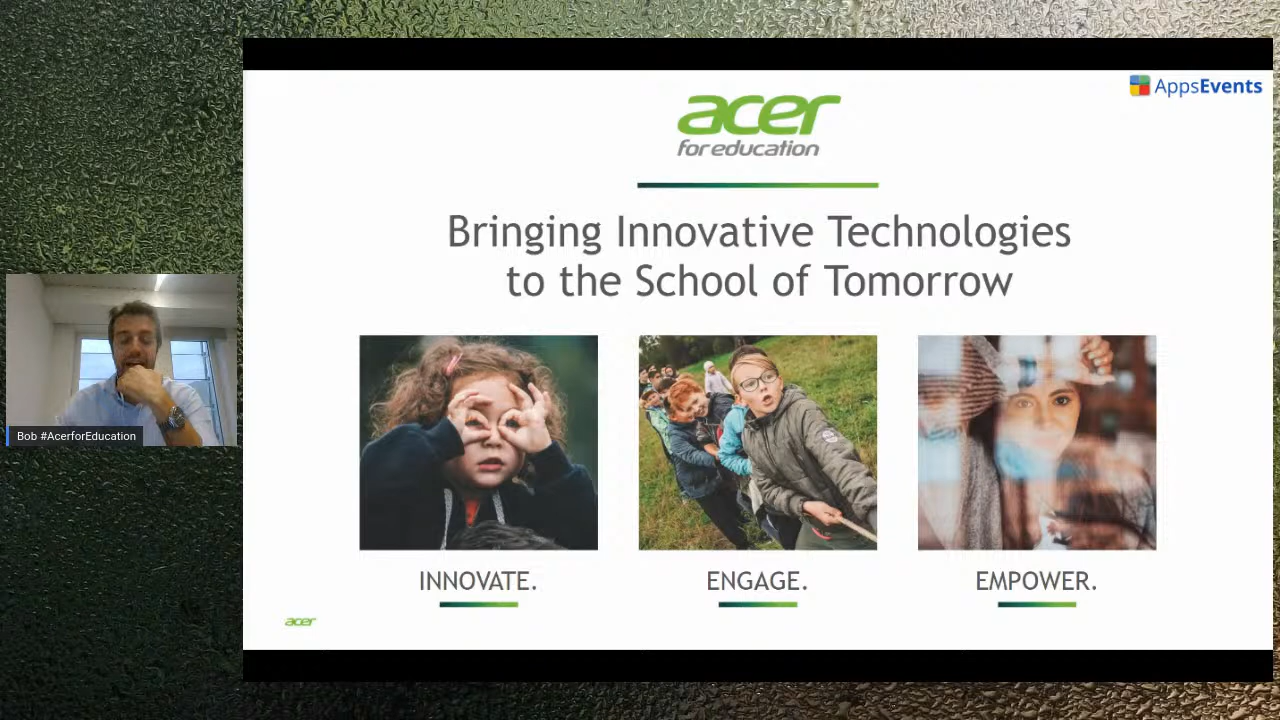 AppsEvents
acer
for education
Bringing Innovative Technologies
to the School of Tomorrow
INNOVATE.
ENGAGE.
EMPOWER.
acer
Bob #AcerforEducation